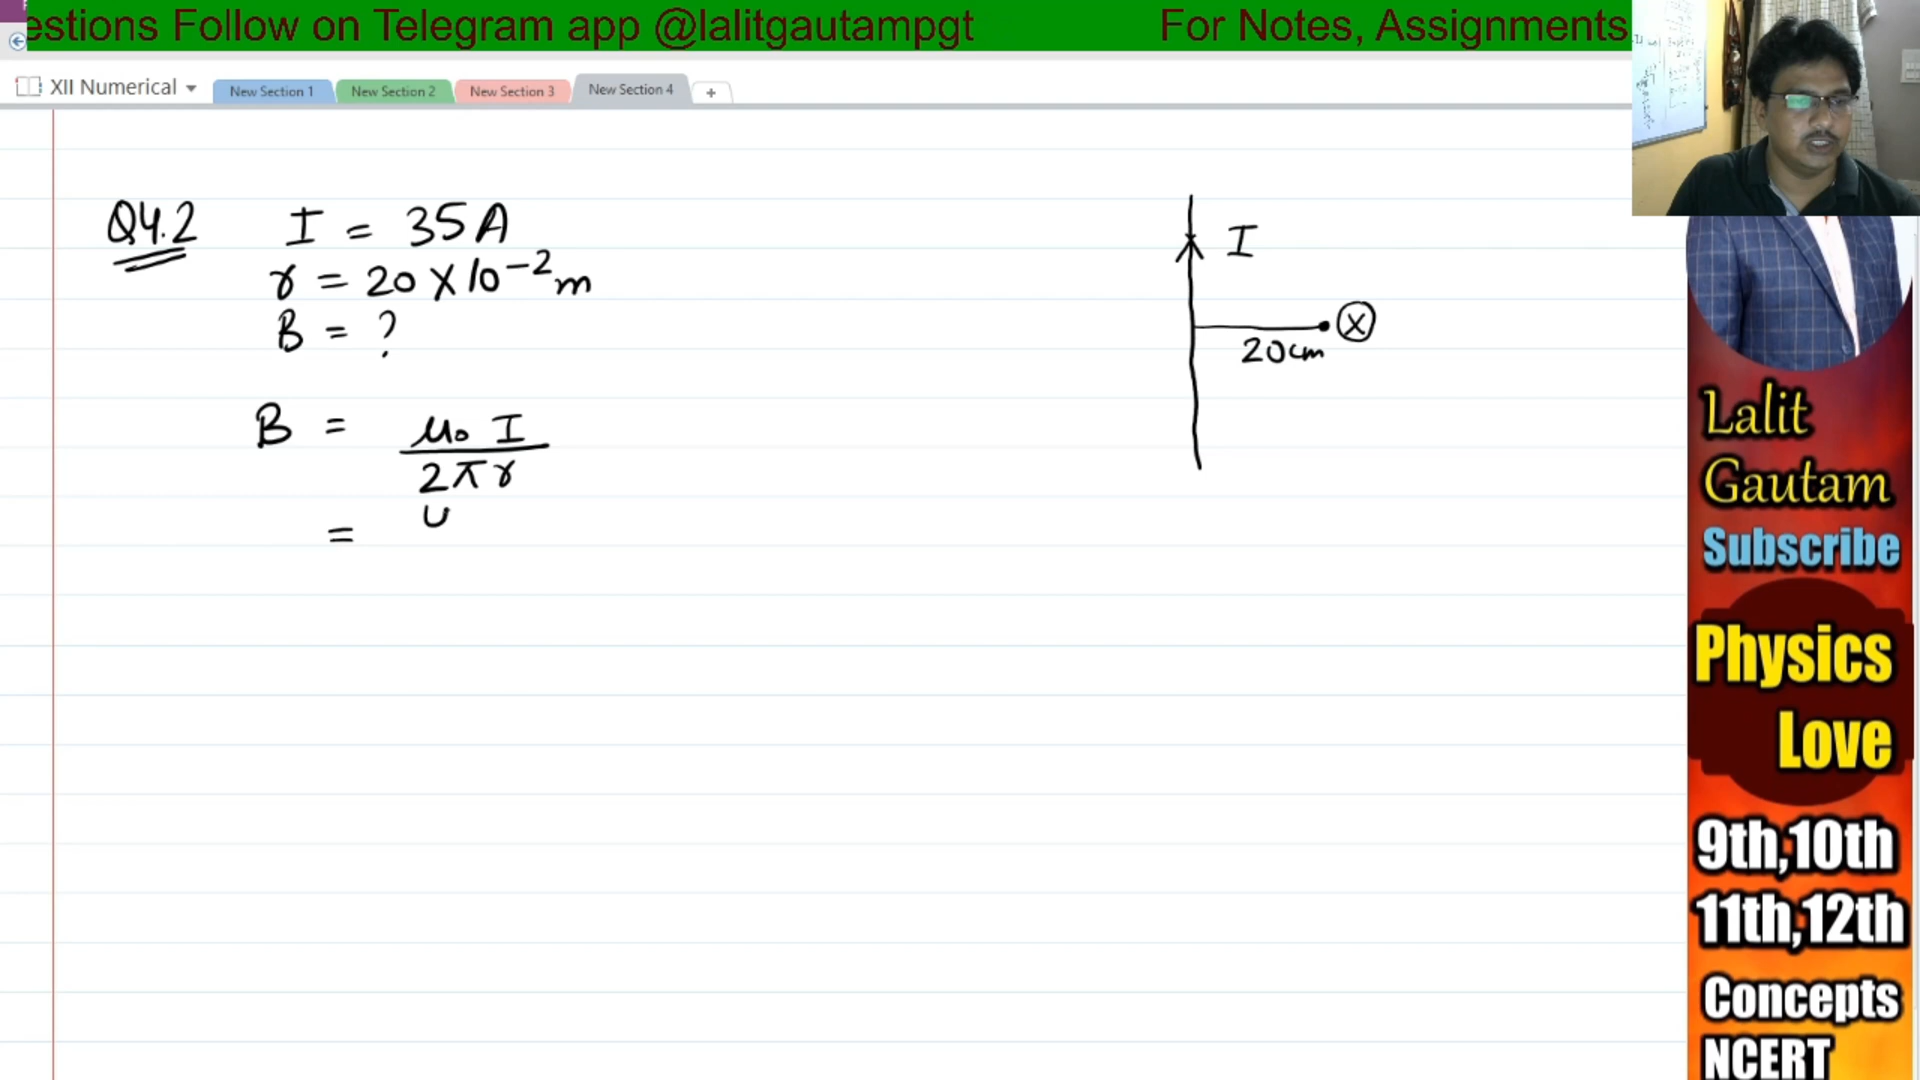 estions Follow on Telegram app @lalitgautampgt For Notes, Assignments
XII Numerical
New Section 1
New Section 2
New Section 3
New Section 4
+
Q4.2 I = 35A
r = 20 X 10⁻² m
B = ?
B = μ₀ I / 2πr
=
I
20cm
X
Lalit
Gautam
Subscribe
Physics
Love
9th,10th
11th,12th
Concepts
NCERT